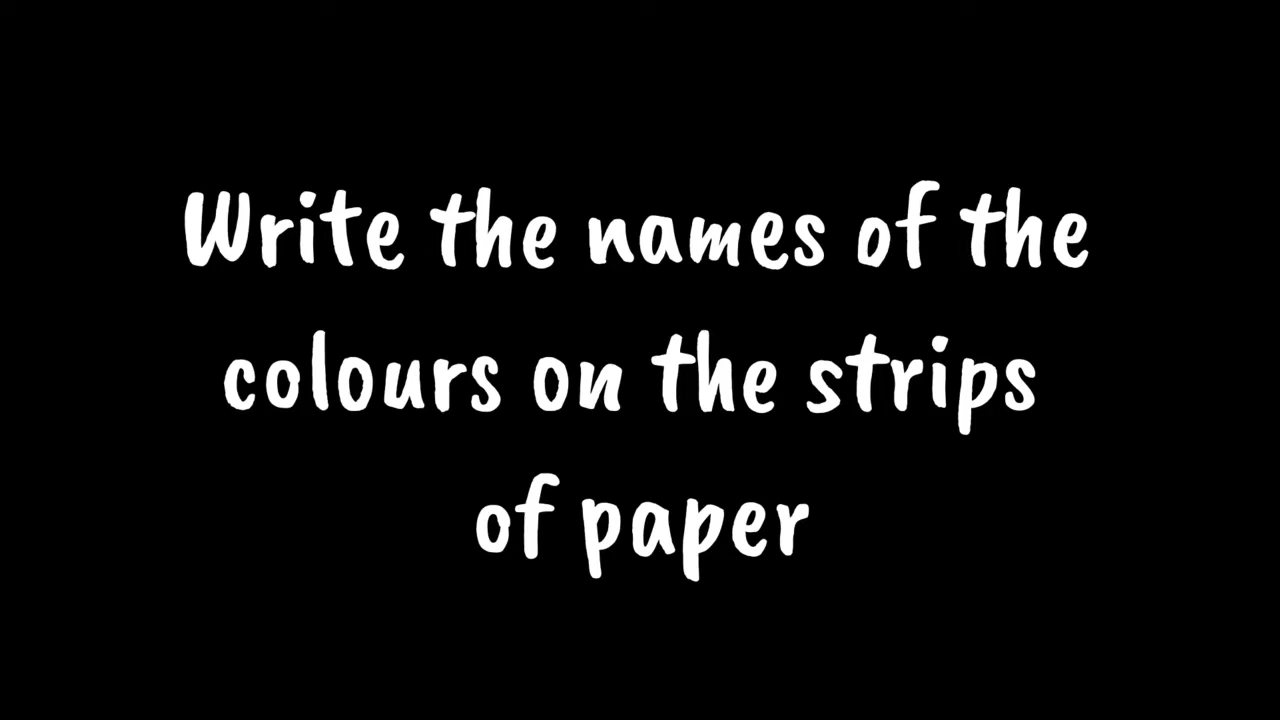 Write the names of the
colours on the strips
of paper